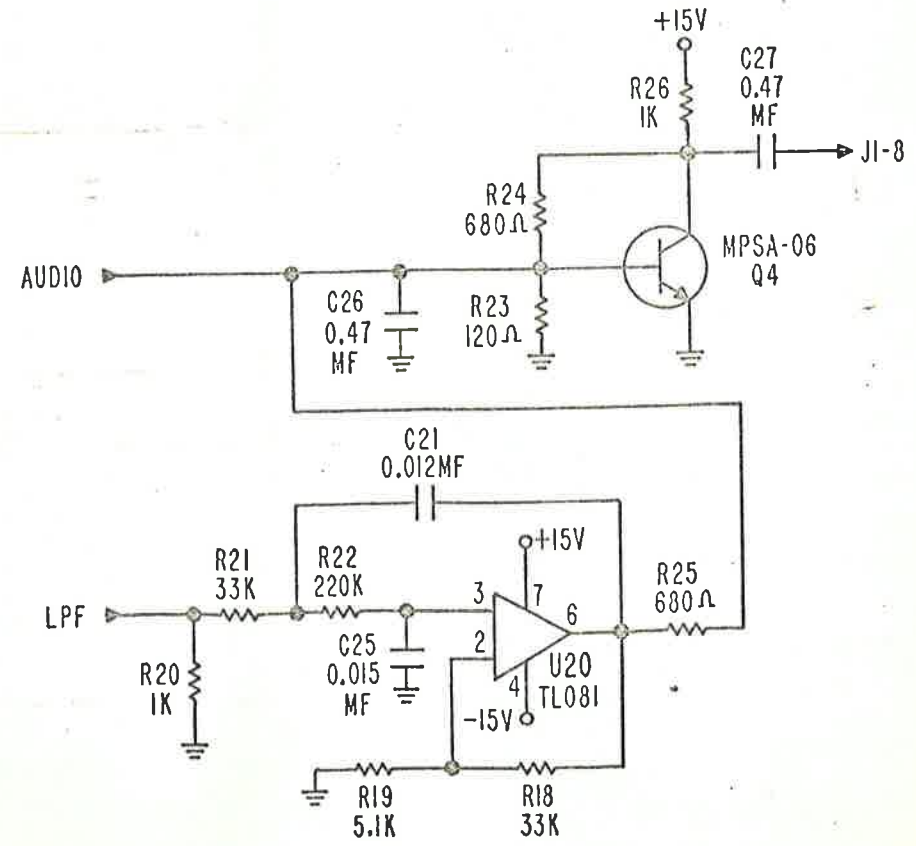 +15V
C27
0.47
MF
R26
1K
J1-8
R24
680Ω
MPSA-06
Q4
AUDIO
C26
0.47
MF
R23
120Ω
C21
0.012MF
+15V
R21
33K
R22
220K
R25
680Ω
LPF
3
7
6
2
C25
0.015
MF
U20
TL081
4
-15V
R20
1K
R19
5.1K
R18
33K